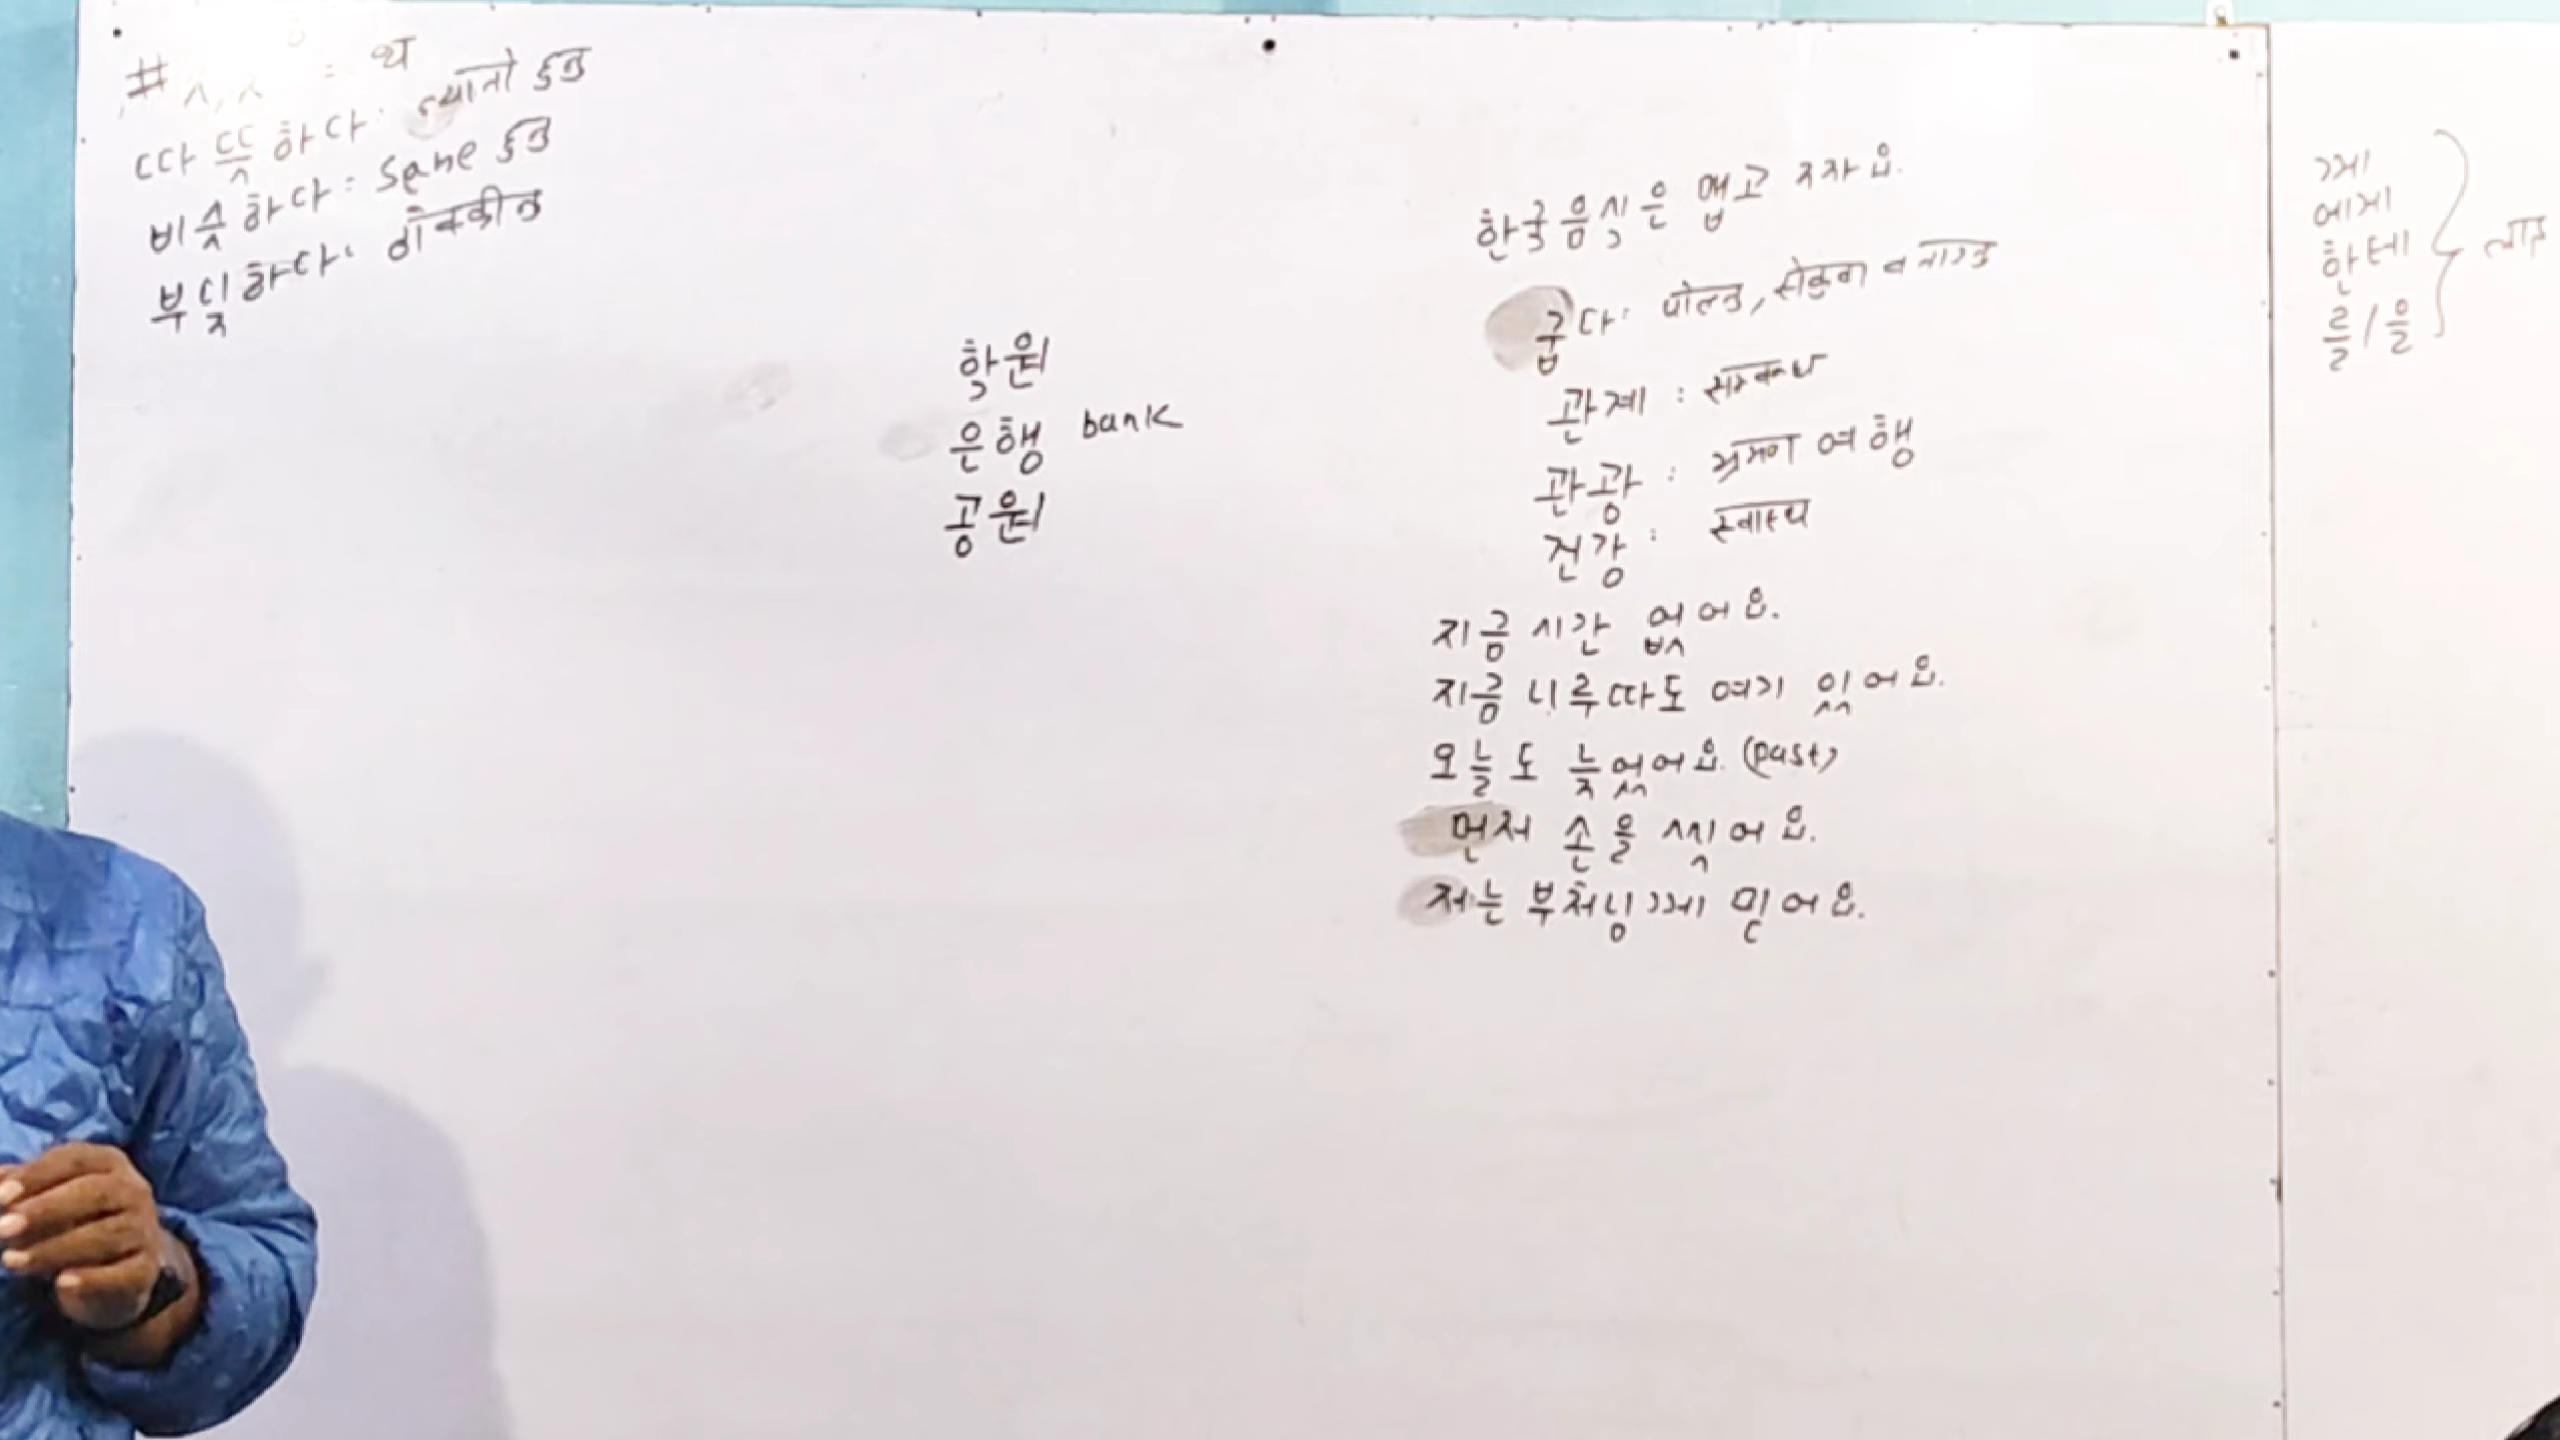 # ㅅ,ㅅ = थ
따뜻하다: न्यानो हुनु
비슷하다: same हुनु
부딪하다: ठोक्कीनु
학원
은행 bank
공원
한국음식은 맵고 짜요.
굽다: पोल्नु, सेकुवा बनाउनु
관계 : सम्बन्ध
관광 : भ्रमण 여행
건강 : स्वास्थ्य
지금 시간 없어요.
지금 니루따도 여기 있어요.
오늘도 늦었어요. (past)
먼저 손을 씻어요.
저는 부처님께 믿어요.
께
에게
한테
를/을
लाई